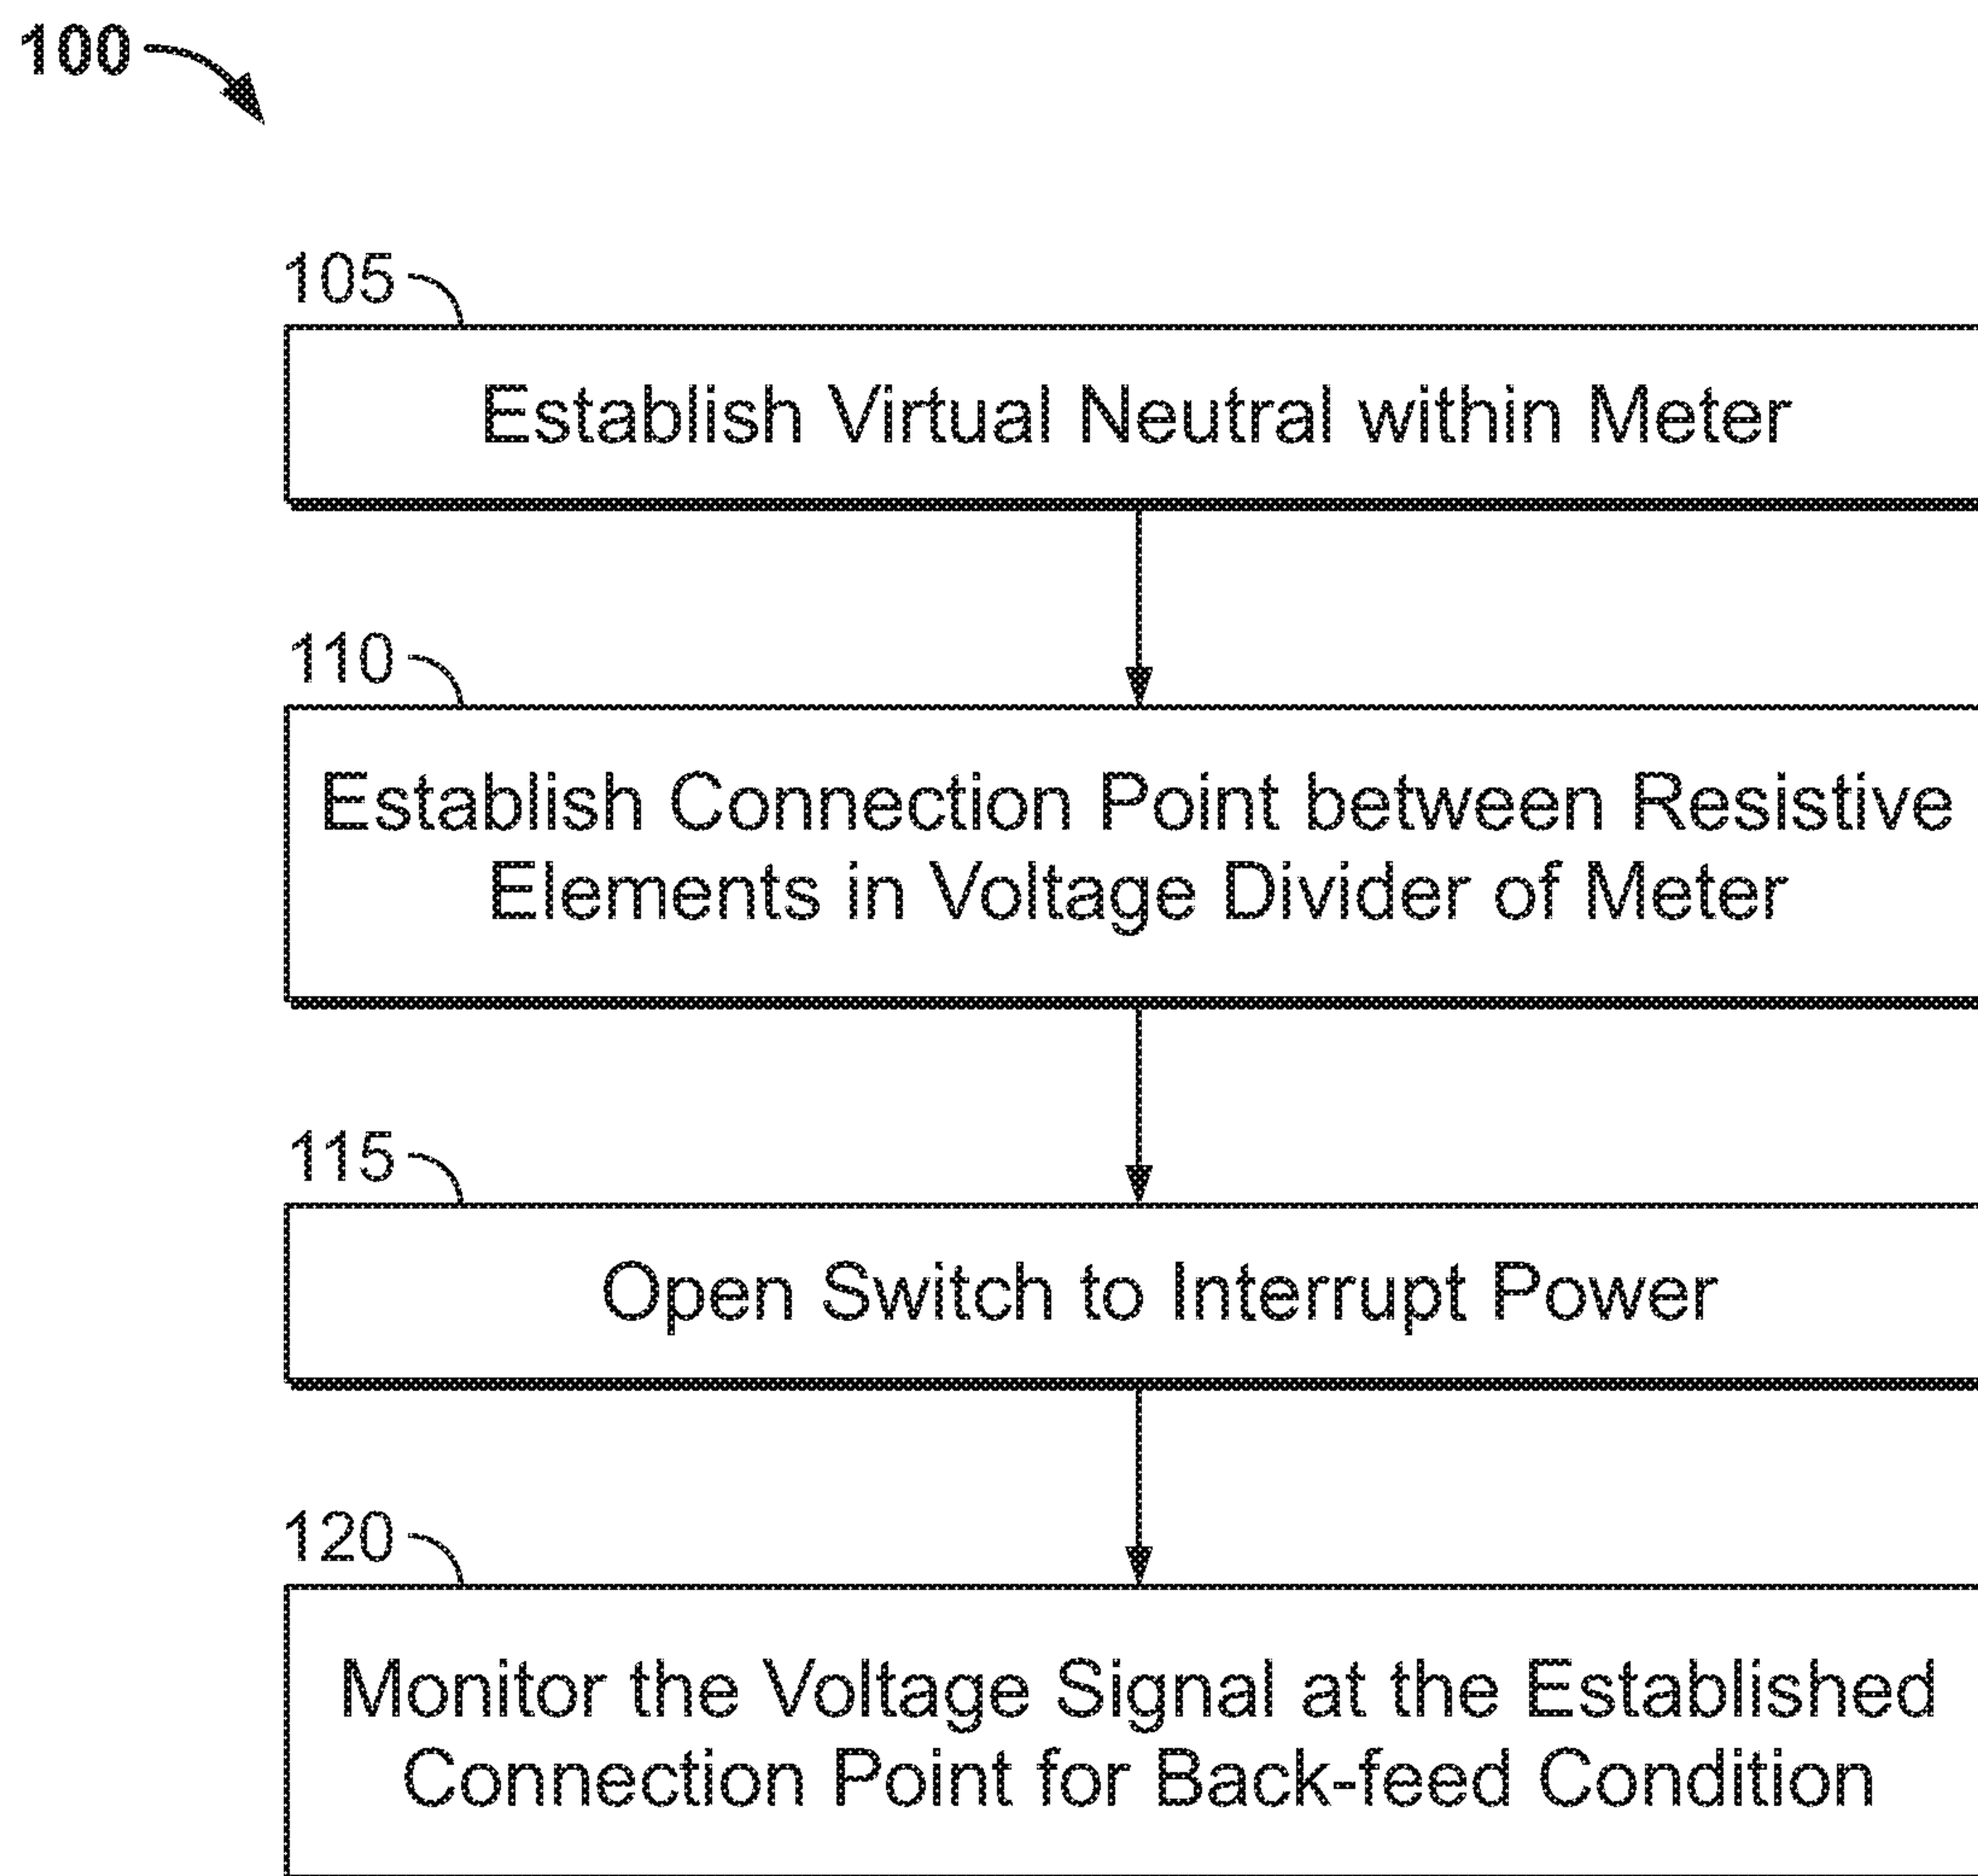 100
105
Establish Virtual Neutral within Meter
110
Establish Connection Point between Resistive
Elements in Voltage Divider of Meter
115
Open Switch to Interrupt Power
120
Monitor the Voltage Signal at the Established
Connection Point for Back-feed Condition